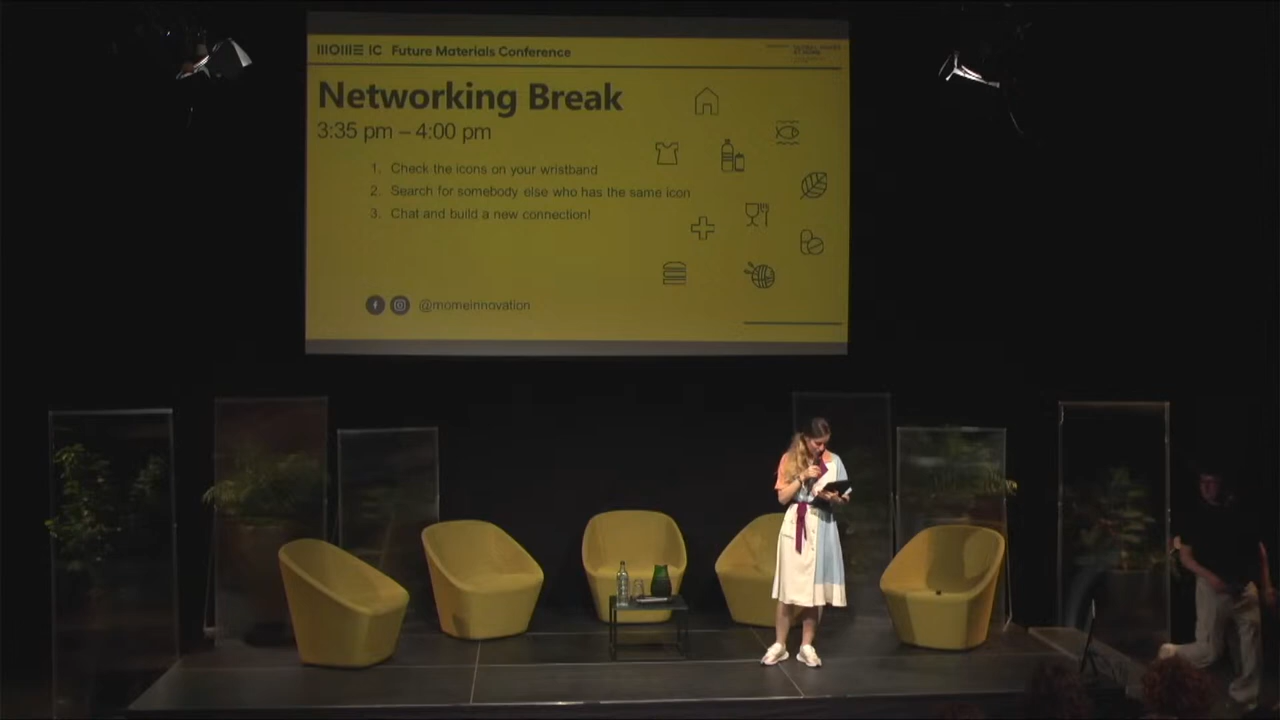 MOME IC Future Materials Conference
Networking Break
3:35 pm – 4:00 pm
1. Check the icons on your wristband
2. Search for somebody else who has the same icon
3. Chat and build a new connection!
@momeinnovation